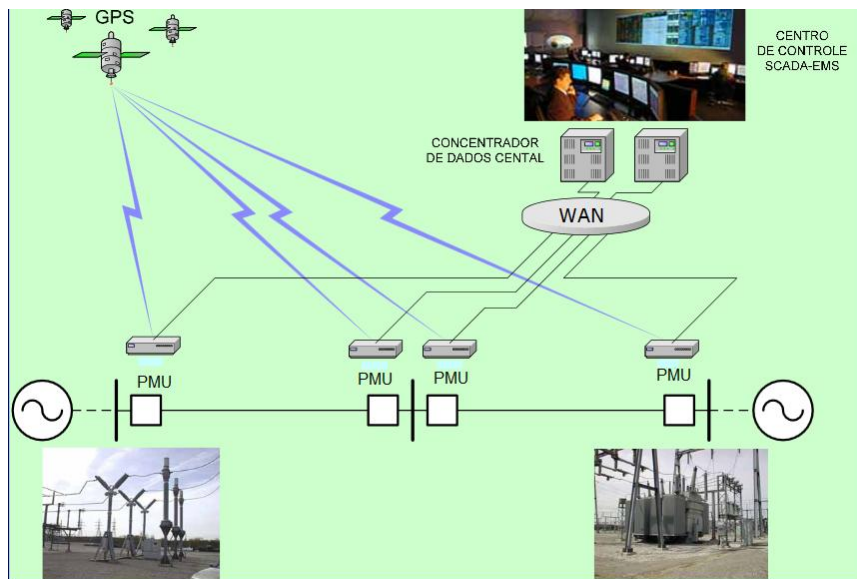 GPS
CENTRO
DE CONTROLE
SCADA-EMS
CONCENTRADOR
DE DADOS CENTAL
WAN
PMU
PMU
PMU
PMU